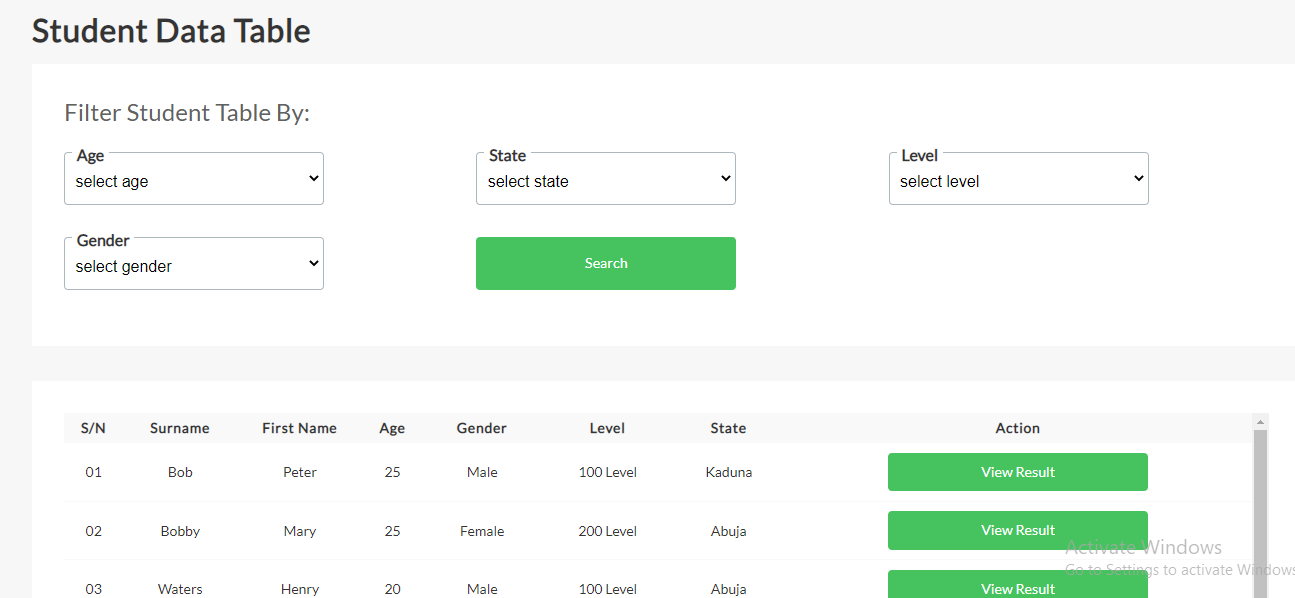 Student Data Table
Filter Student Table By:
Age
select age
State
select state
Level
select level
Gender
select gender
Search
S/N Surname First Name Age Gender Level State Action
01 Bob Peter 25 Male 100 Level Kaduna View Result
02 Bobby Mary 25 Female 200 Level Abuja View Result
Activate Windows
Go to Settings to activate Windows
03 Waters Henry 20 Male 100 Level Abuja View Result